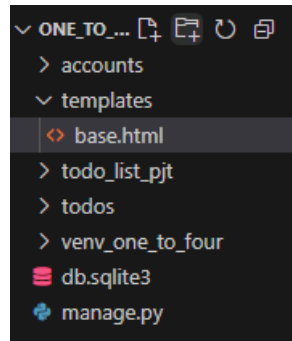 ONE_TO_...
accounts
templates
base.html
todo_list_pjt
todos
venv_one_to_four
db.sqlite3
manage.py